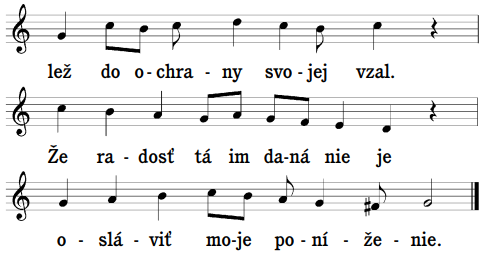 lež do o - chra - ny svo - jej vzal.
Že ra - dosť tá im da - ná nie je
o - slá - viť mo - je po - ní - že - nie.